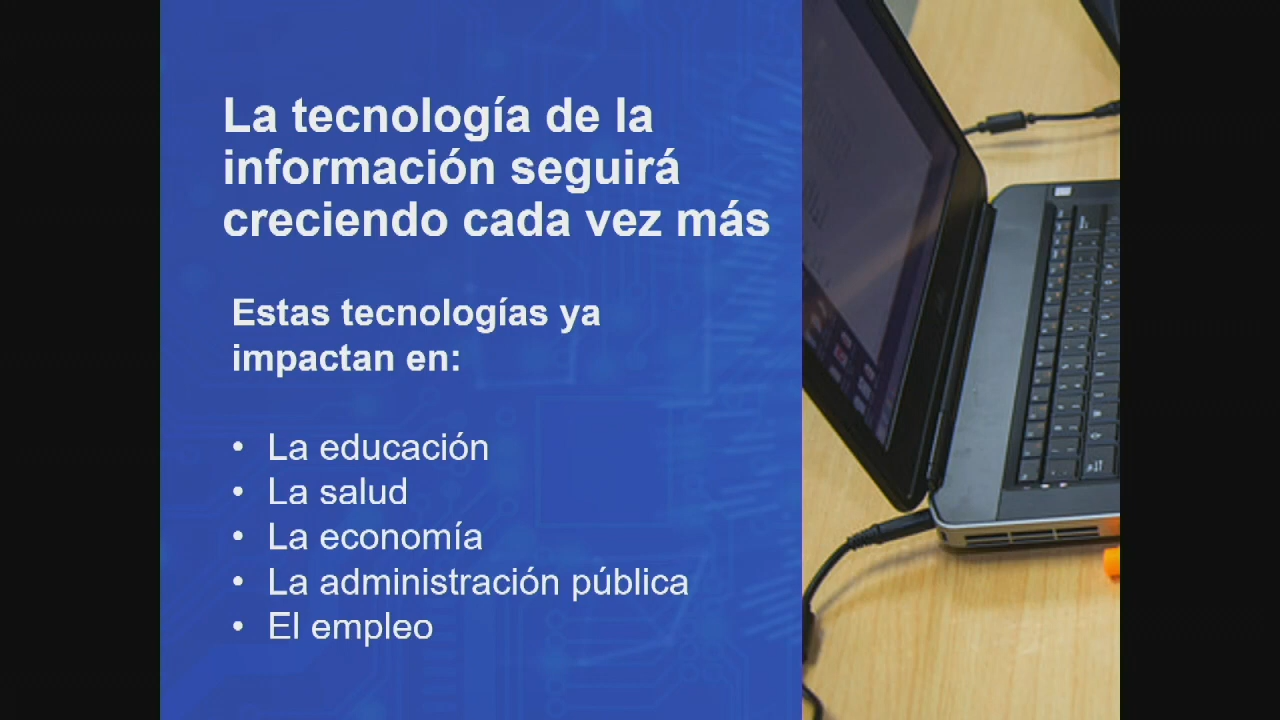 La tecnología de la
información seguirá
creciendo cada vez más
Estas tecnologías ya
impactan en:
• La educación
• La salud
• La economía
• La administración pública
• El empleo